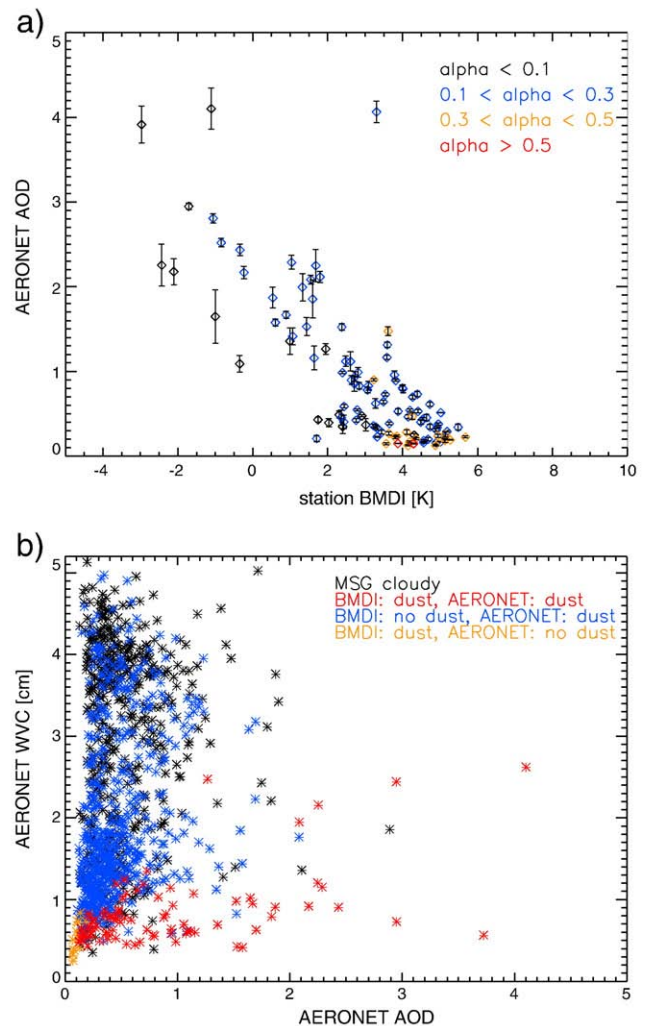 a)
5
4
3
2
1
0
AERONET AOD
alpha < 0.1
0.1 < alpha < 0.3
0.3 < alpha < 0.5
alpha > 0.5
-4 -2 0 2 4 6 8 10
station BMDI [K]
b)
5
4
3
2
1
0
AERONET WVC [cm]
MSG cloudy
BMDI: dust, AERONET: dust
BMDI: no dust, AERONET: dust
BMDI: dust, AERONET: no dust
0 1 2 3 4 5
AERONET AOD